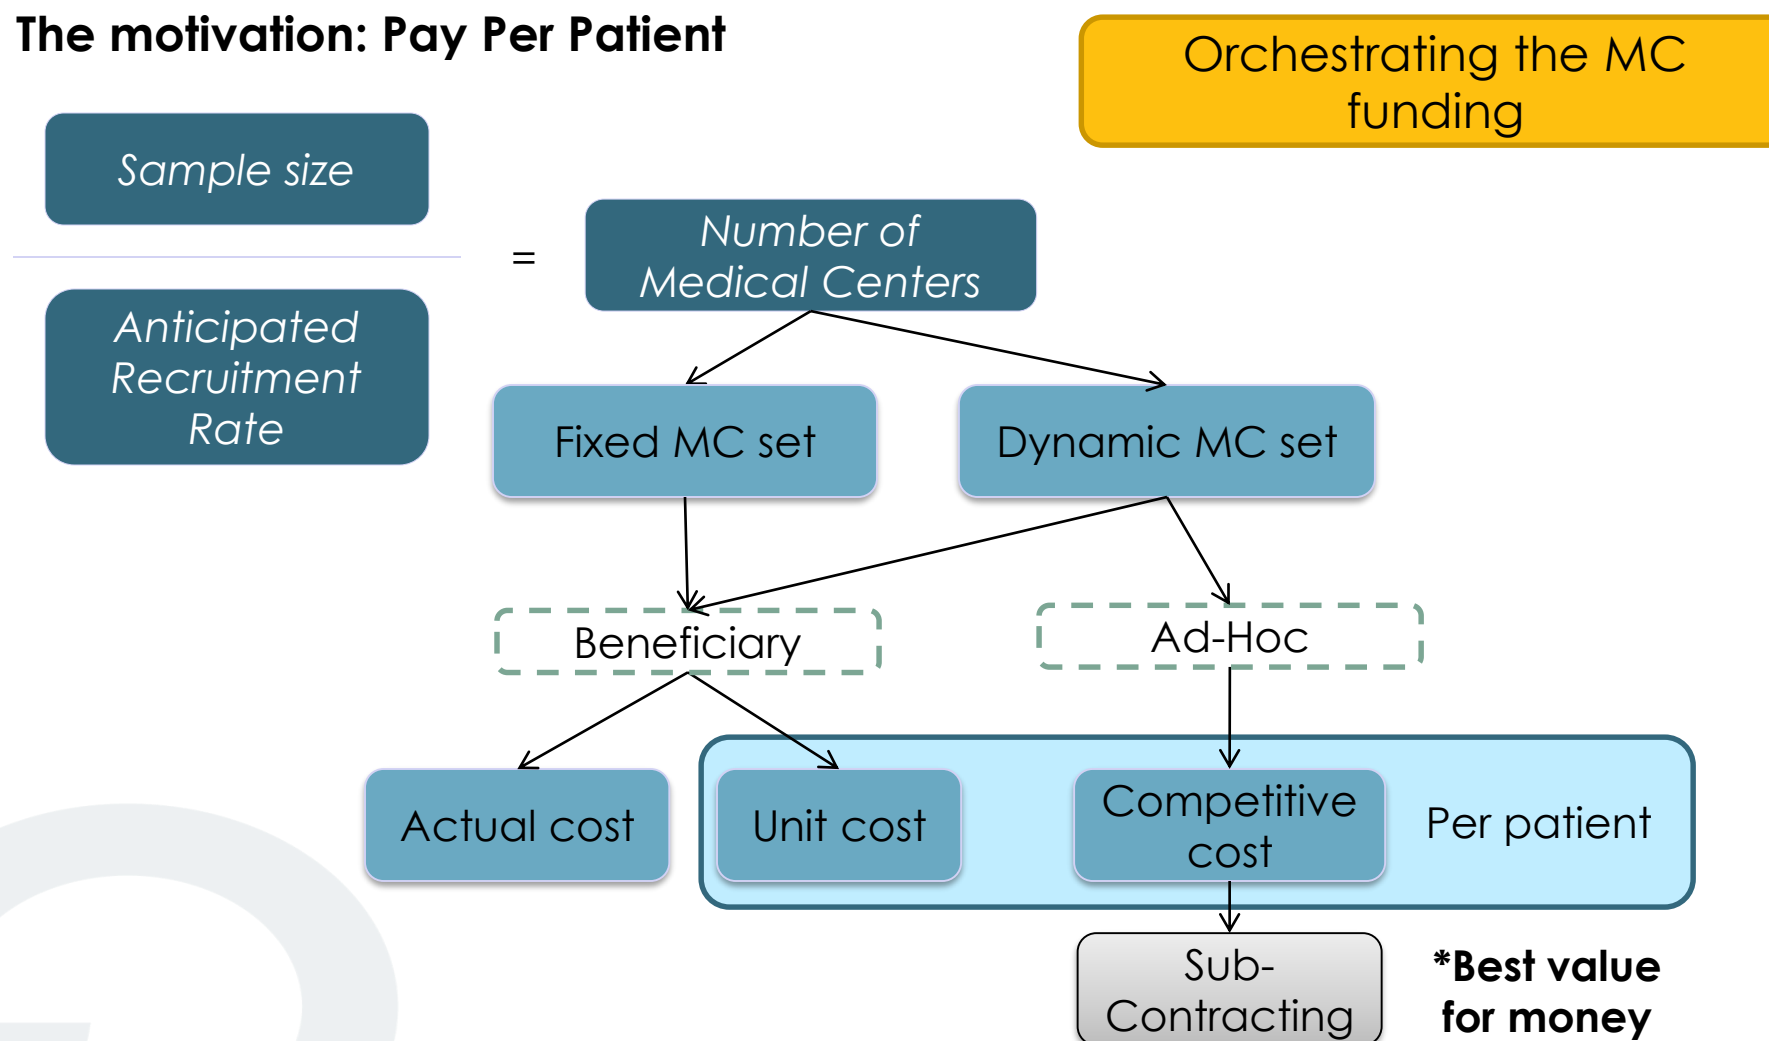 The motivation: Pay Per Patient
Orchestrating the MC
funding
Sample size
=
Number of
Medical Centers
Anticipated
Recruitment
Rate
Fixed MC set
Dynamic MC set
Beneficiary
Ad-Hoc
Actual cost
Unit cost
Competitive
cost
Per patient
Sub-
Contracting
*Best value
for money